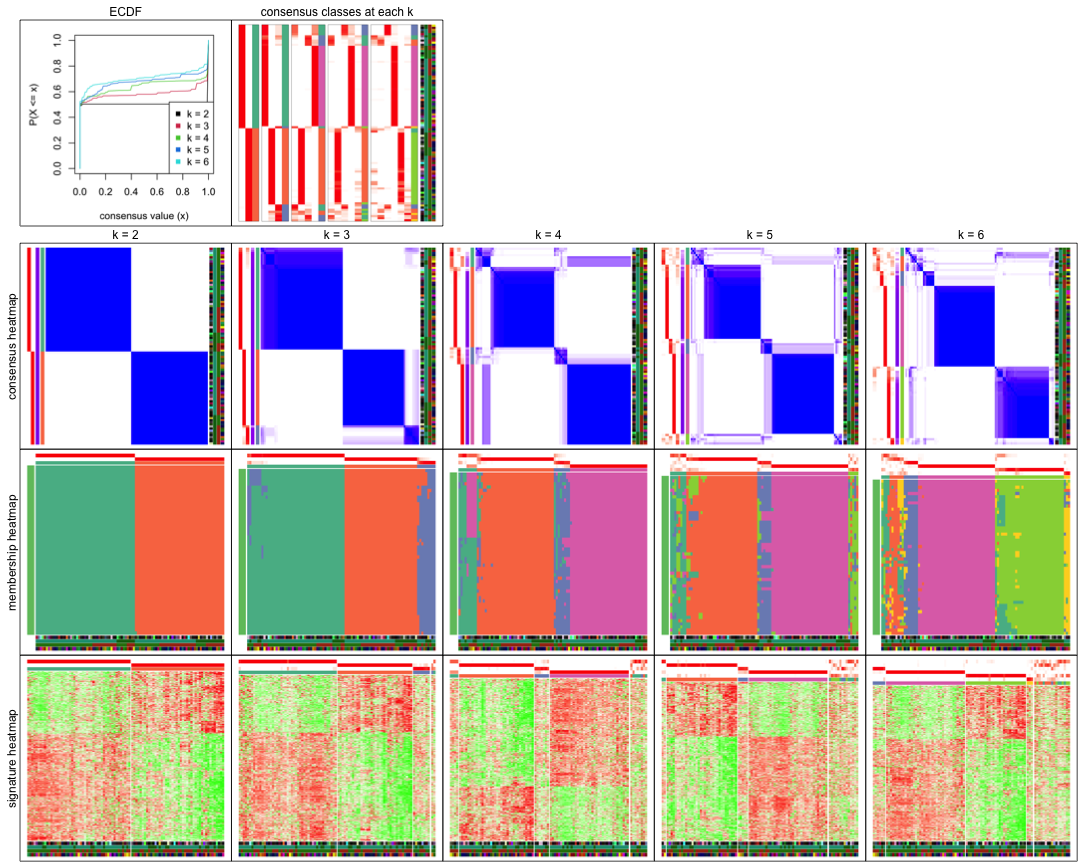 ECDF
consensus classes at each k
P(X <= x)
1.0
0.8
0.6
0.4
0.2
0.0
k = 2
k = 3
k = 4
k = 5
k = 6
0.0 0.2 0.4 0.6 0.8 1.0
consensus value (x)
k = 2
k = 3
k = 4
k = 5
k = 6
consensus heatmap
membership heatmap
signature heatmap